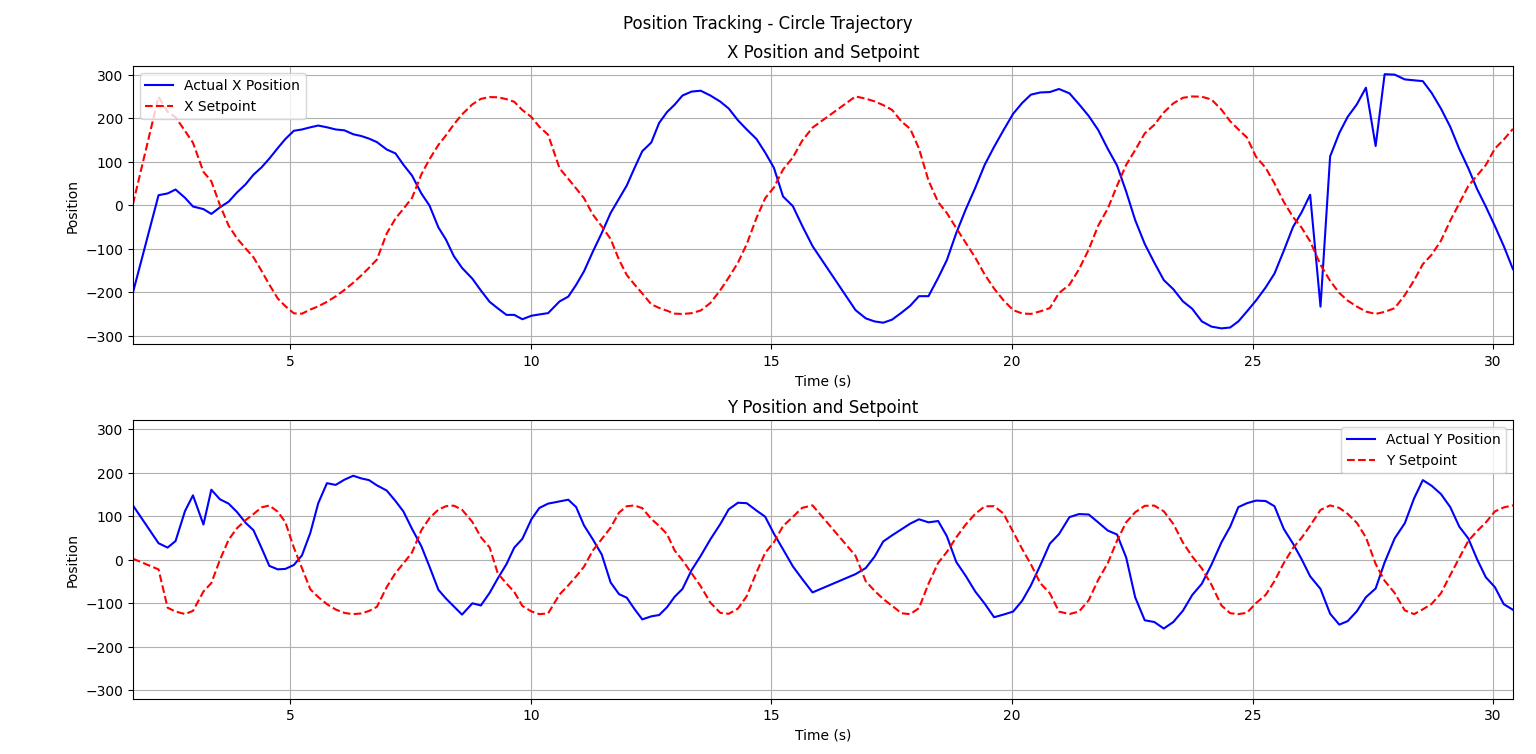 Position Tracking - Circle Trajectory
X Position and Setpoint
Actual X Position
X Setpoint
Position
300
200
100
0
−100
−200
−300
5
10
15
20
25
30
Time (s)
Y Position and Setpoint
Actual Y Position
Y Setpoint
Position
300
200
100
0
−100
−200
−300
5
10
15
20
25
30
Time (s)